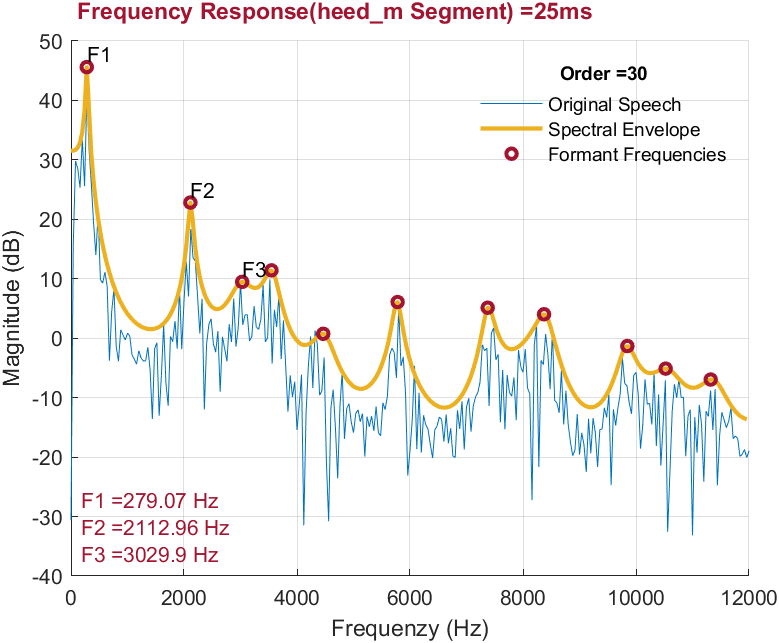 Frequency Response(heed_m Segment) =25ms
50
40
30
20
10
0
-10
-20
-30
-40
Magnitude (dB)
F1
F2
F3
Order =30
Original Speech
Spectral Envelope
Formant Frequencies
F1 =279.07 Hz
F2 =2112.96 Hz
F3 =3029.9 Hz
0 2000 4000 6000 8000 10000 12000
Frequenzy (Hz)